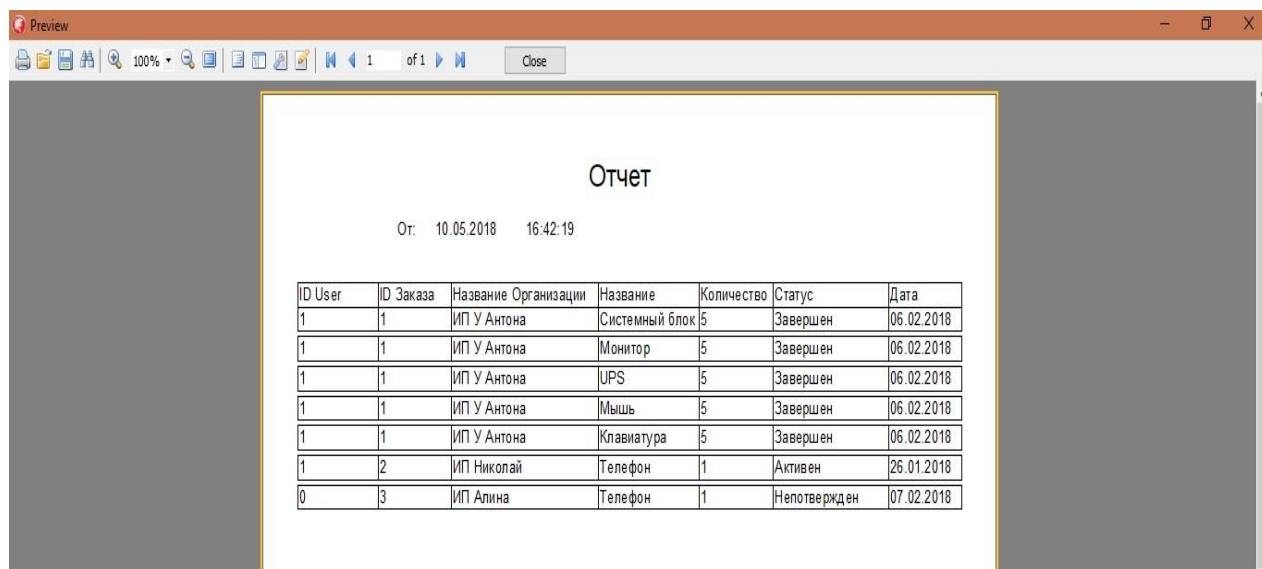 Preview
100% 1 of 1 Close
Отчет
От: 10.05.2018 16:42:19
ID User ID Заказа Название Организации Название Количество Статус Дата
1 1 ИП У Антона Системный блок 5 Завершен 06.02.2018
1 1 ИП У Антона Монитор 5 Завершен 06.02.2018
1 1 ИП У Антона UPS 5 Завершен 06.02.2018
1 1 ИП У Антона Мышь 5 Завершен 06.02.2018
1 1 ИП У Антона Клавиатура 5 Завершен 06.02.2018
1 2 ИП Николай Телефон 1 Активен 26.01.2018
0 3 ИП Алина Телефон 1 Непотвержден 07.02.2018